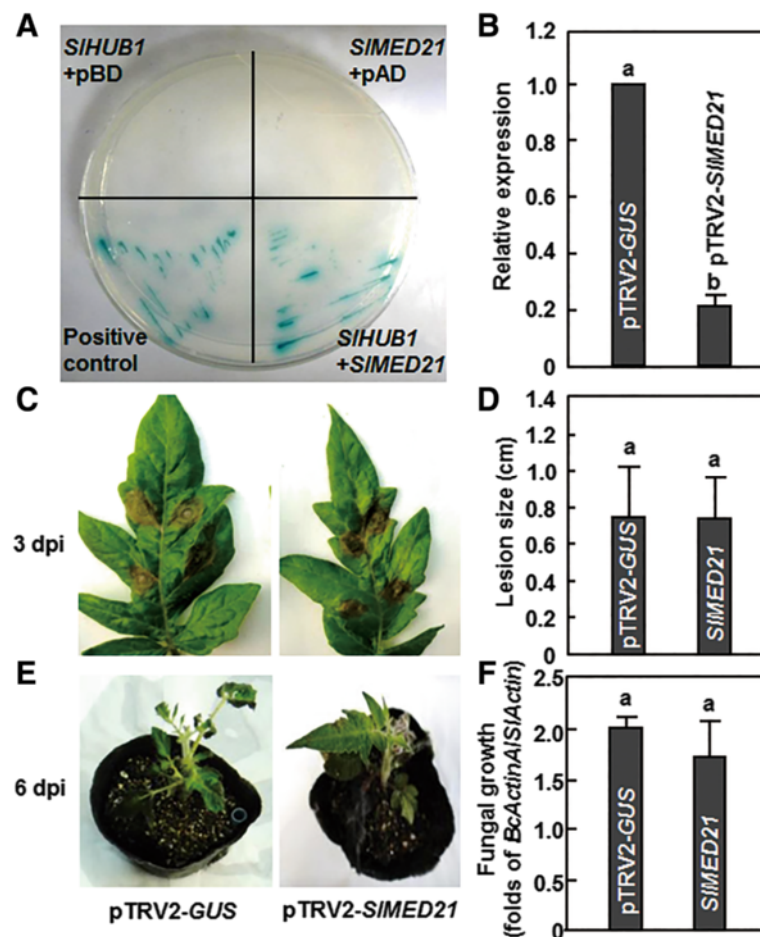 A
SlHUB1
+pBD
SlMED21
+pAD
Positive
control
SlHUB1
+SlMED21
B
Relative expression
1.2
1.0
0.8
0.6
0.4
0.2
0
a
b
pTRV2-GUS
pTRV2-SlMED21
C
3 dpi
D
Lesion size (cm)
1.4
1.2
1.0
0.8
0.6
0.4
0.2
0
a
a
pTRV2-GUS
SlMED21
E
6 dpi
pTRV2-GUS
pTRV2-SlMED21
F
Fungal growth
(folds of BcActinA/SlActin)
2.5
2.0
1.5
1.0
0.5
0
a
a
pTRV2-GUS
SlMED21